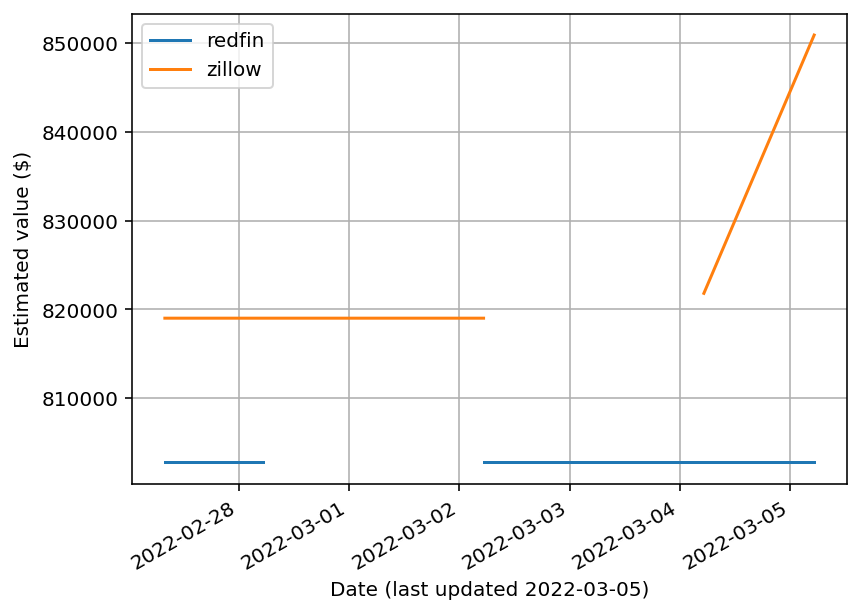 redfin
zillow
850000
840000
830000
820000
810000
Estimated value ($)
2022-02-28
2022-03-01
2022-03-02
2022-03-03
2022-03-04
2022-03-05
Date (last updated 2022-03-05)